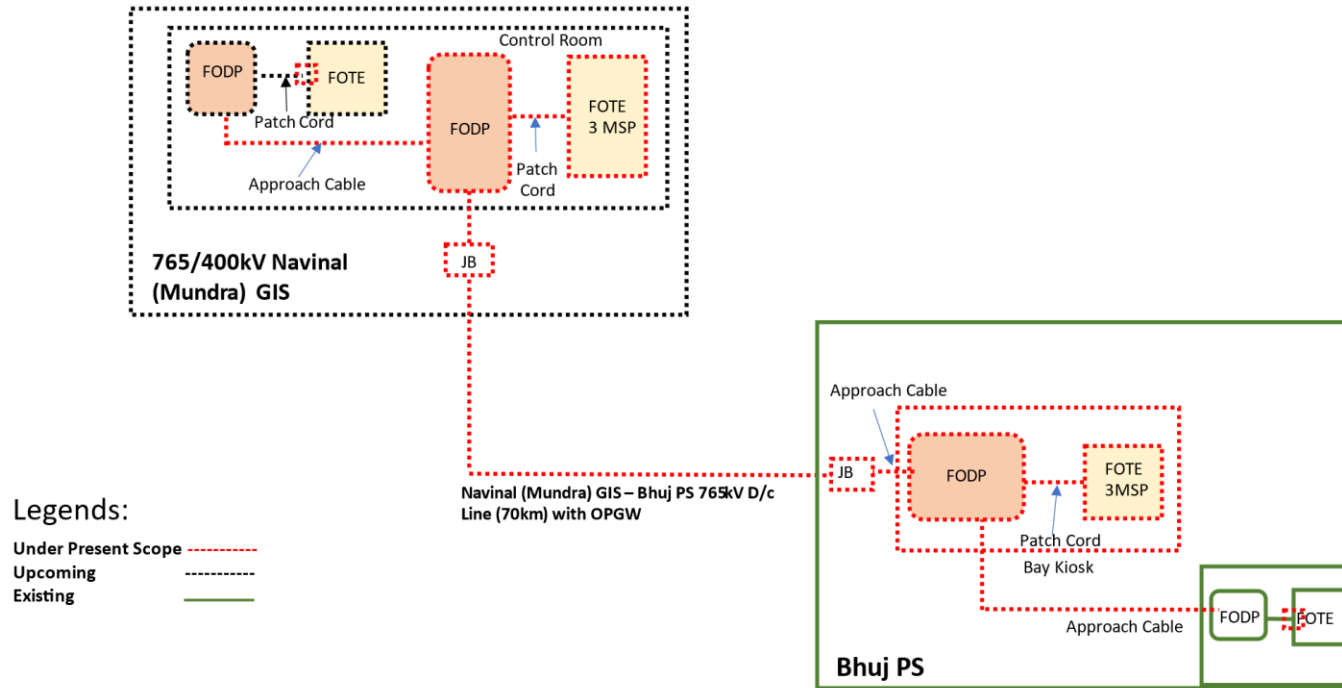 Control Room
FODP
FOTE
Patch Cord
Approach Cable
FODP
FOTE
3 MSP
Patch
Cord
JB
765/400kV Navinal
(Mundra) GIS
Navinal (Mundra) GIS – Bhuj PS 765kV D/c
Line (70km) with OPGW
Approach Cable
JB
FODP
FOTE
3MSP
Patch Cord
Bay Kiosk
Approach Cable
FODP
FOTE
Bhuj PS
Legends:
Under Present Scope
Upcoming
Existing